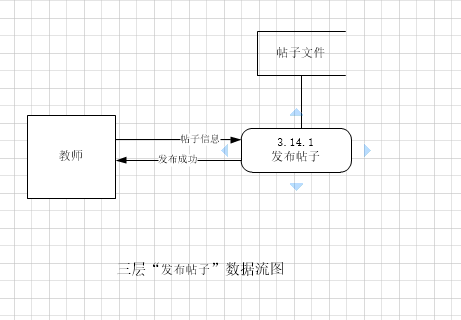 帖子文件
帖子信息
3.14.1
教师
发布成功
发布帖子
三层“发布帖子”数据流图